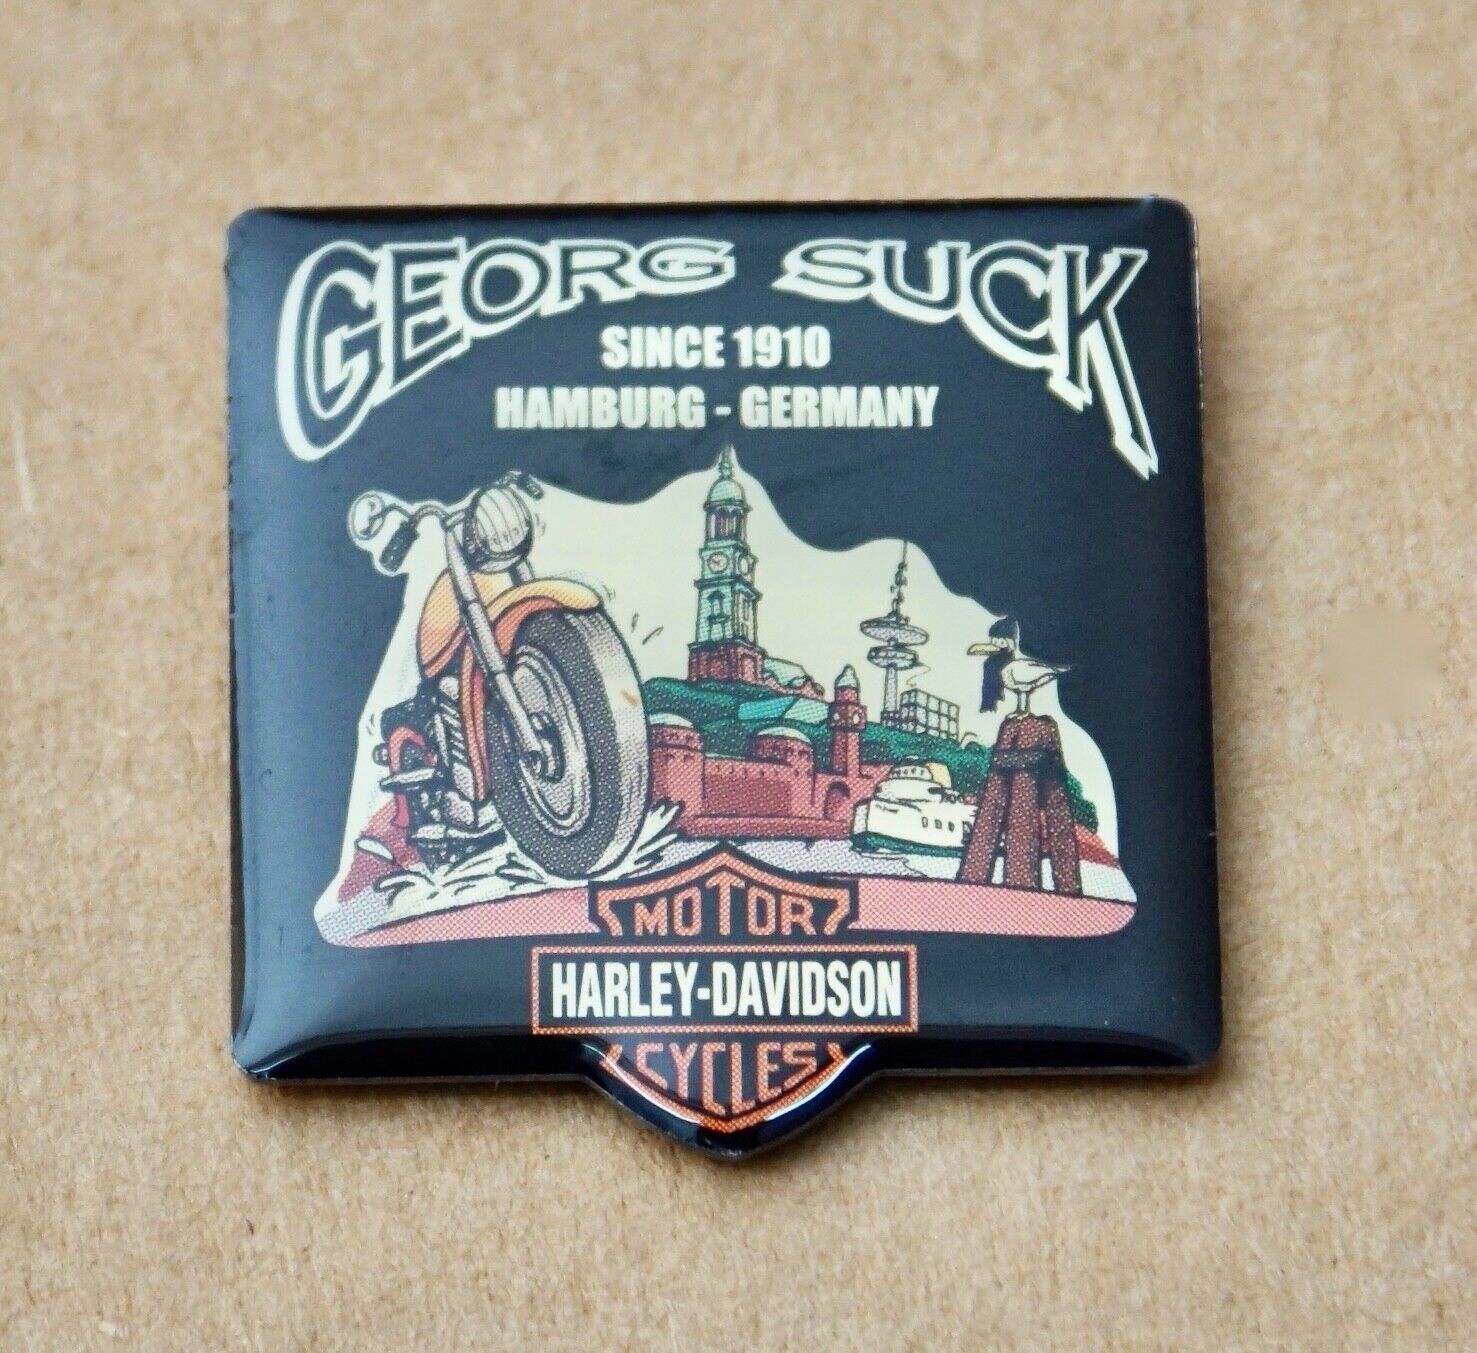 GEORG SUCK
SINCE 1910
HAMBURG - GERMANY
MOTOR
HARLEY-DAVIDSON
CYCLES